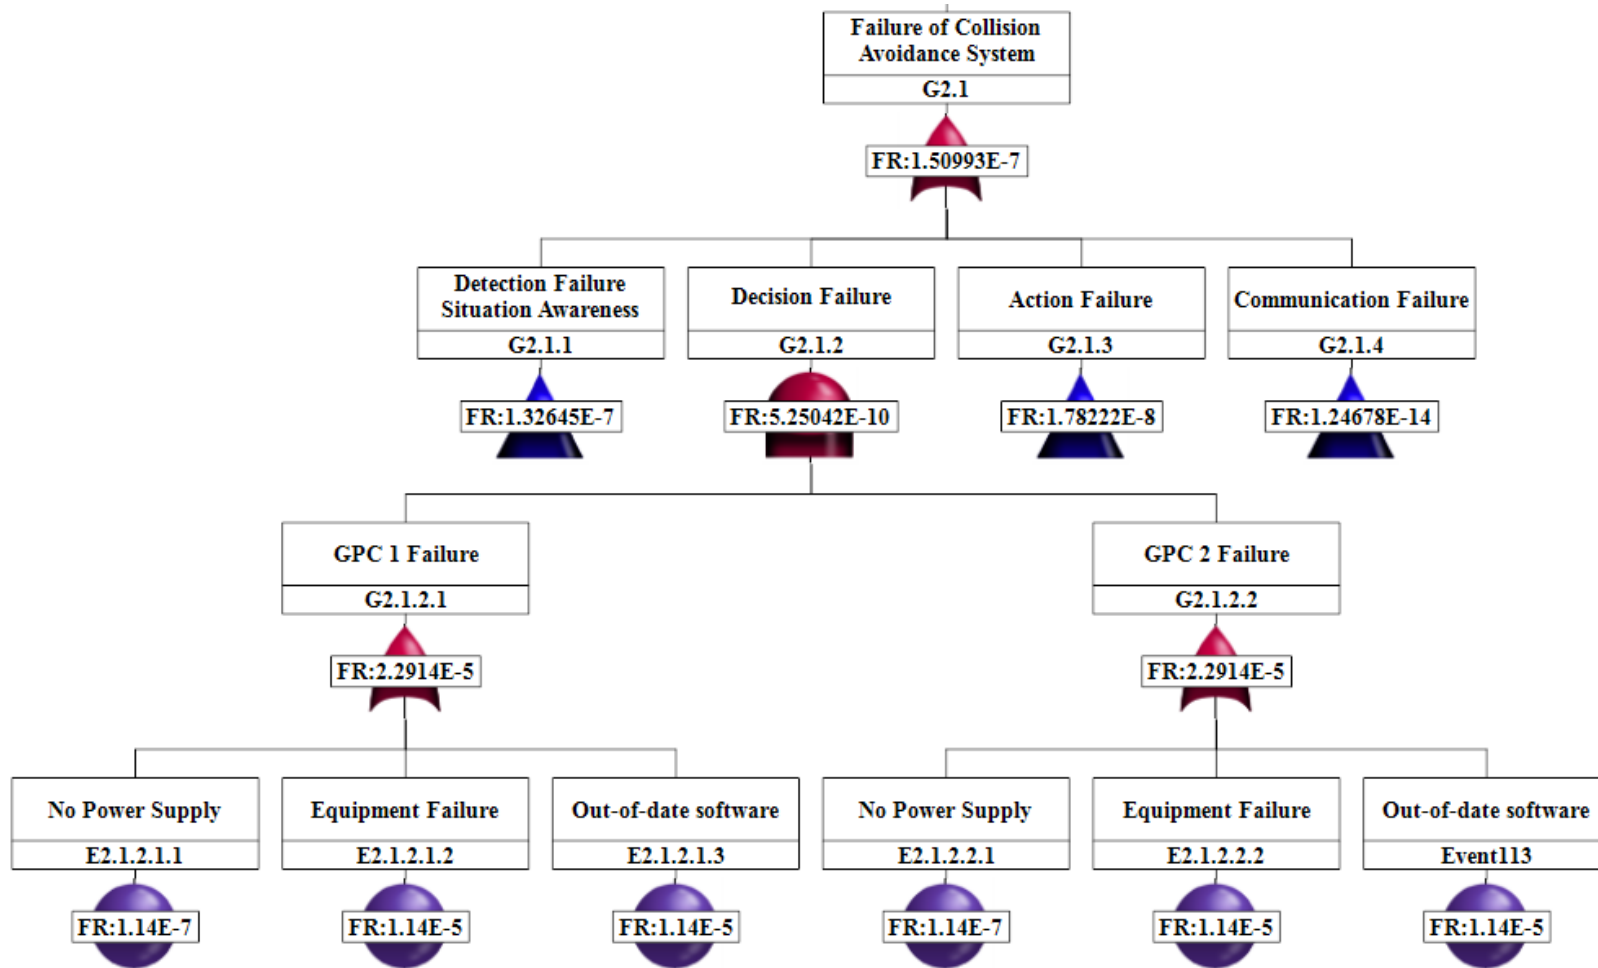 Failure of Collision
Avoidance System
G2.1
FR:1.50993E-7
Detection Failure
Situation Awareness
G2.1.1
FR:1.32645E-7
Decision Failure
G2.1.2
FR:5.25042E-10
Action Failure
G2.1.3
FR:1.78222E-8
Communication Failure
G2.1.4
FR:1.24678E-14
GPC 1 Failure
G2.1.2.1
FR:2.2914E-5
GPC 2 Failure
G2.1.2.2
FR:2.2914E-5
No Power Supply
E2.1.2.1.1
FR:1.14E-7
Equipment Failure
E2.1.2.1.2
FR:1.14E-5
Out-of-date software
E2.1.2.1.3
FR:1.14E-5
No Power Supply
E2.1.2.2.1
FR:1.14E-7
Equipment Failure
E2.1.2.2.2
FR:1.14E-5
Out-of-date software
Event113
FR:1.14E-5